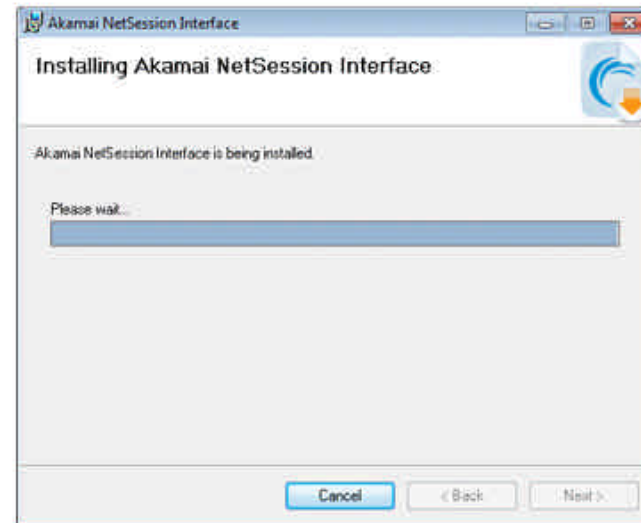 Akamai NetSession Interface
Installing Akamai NetSession Interface
Akamai NetSession Interface is being installed.
Please wait...
Cancel
< Back
Next >